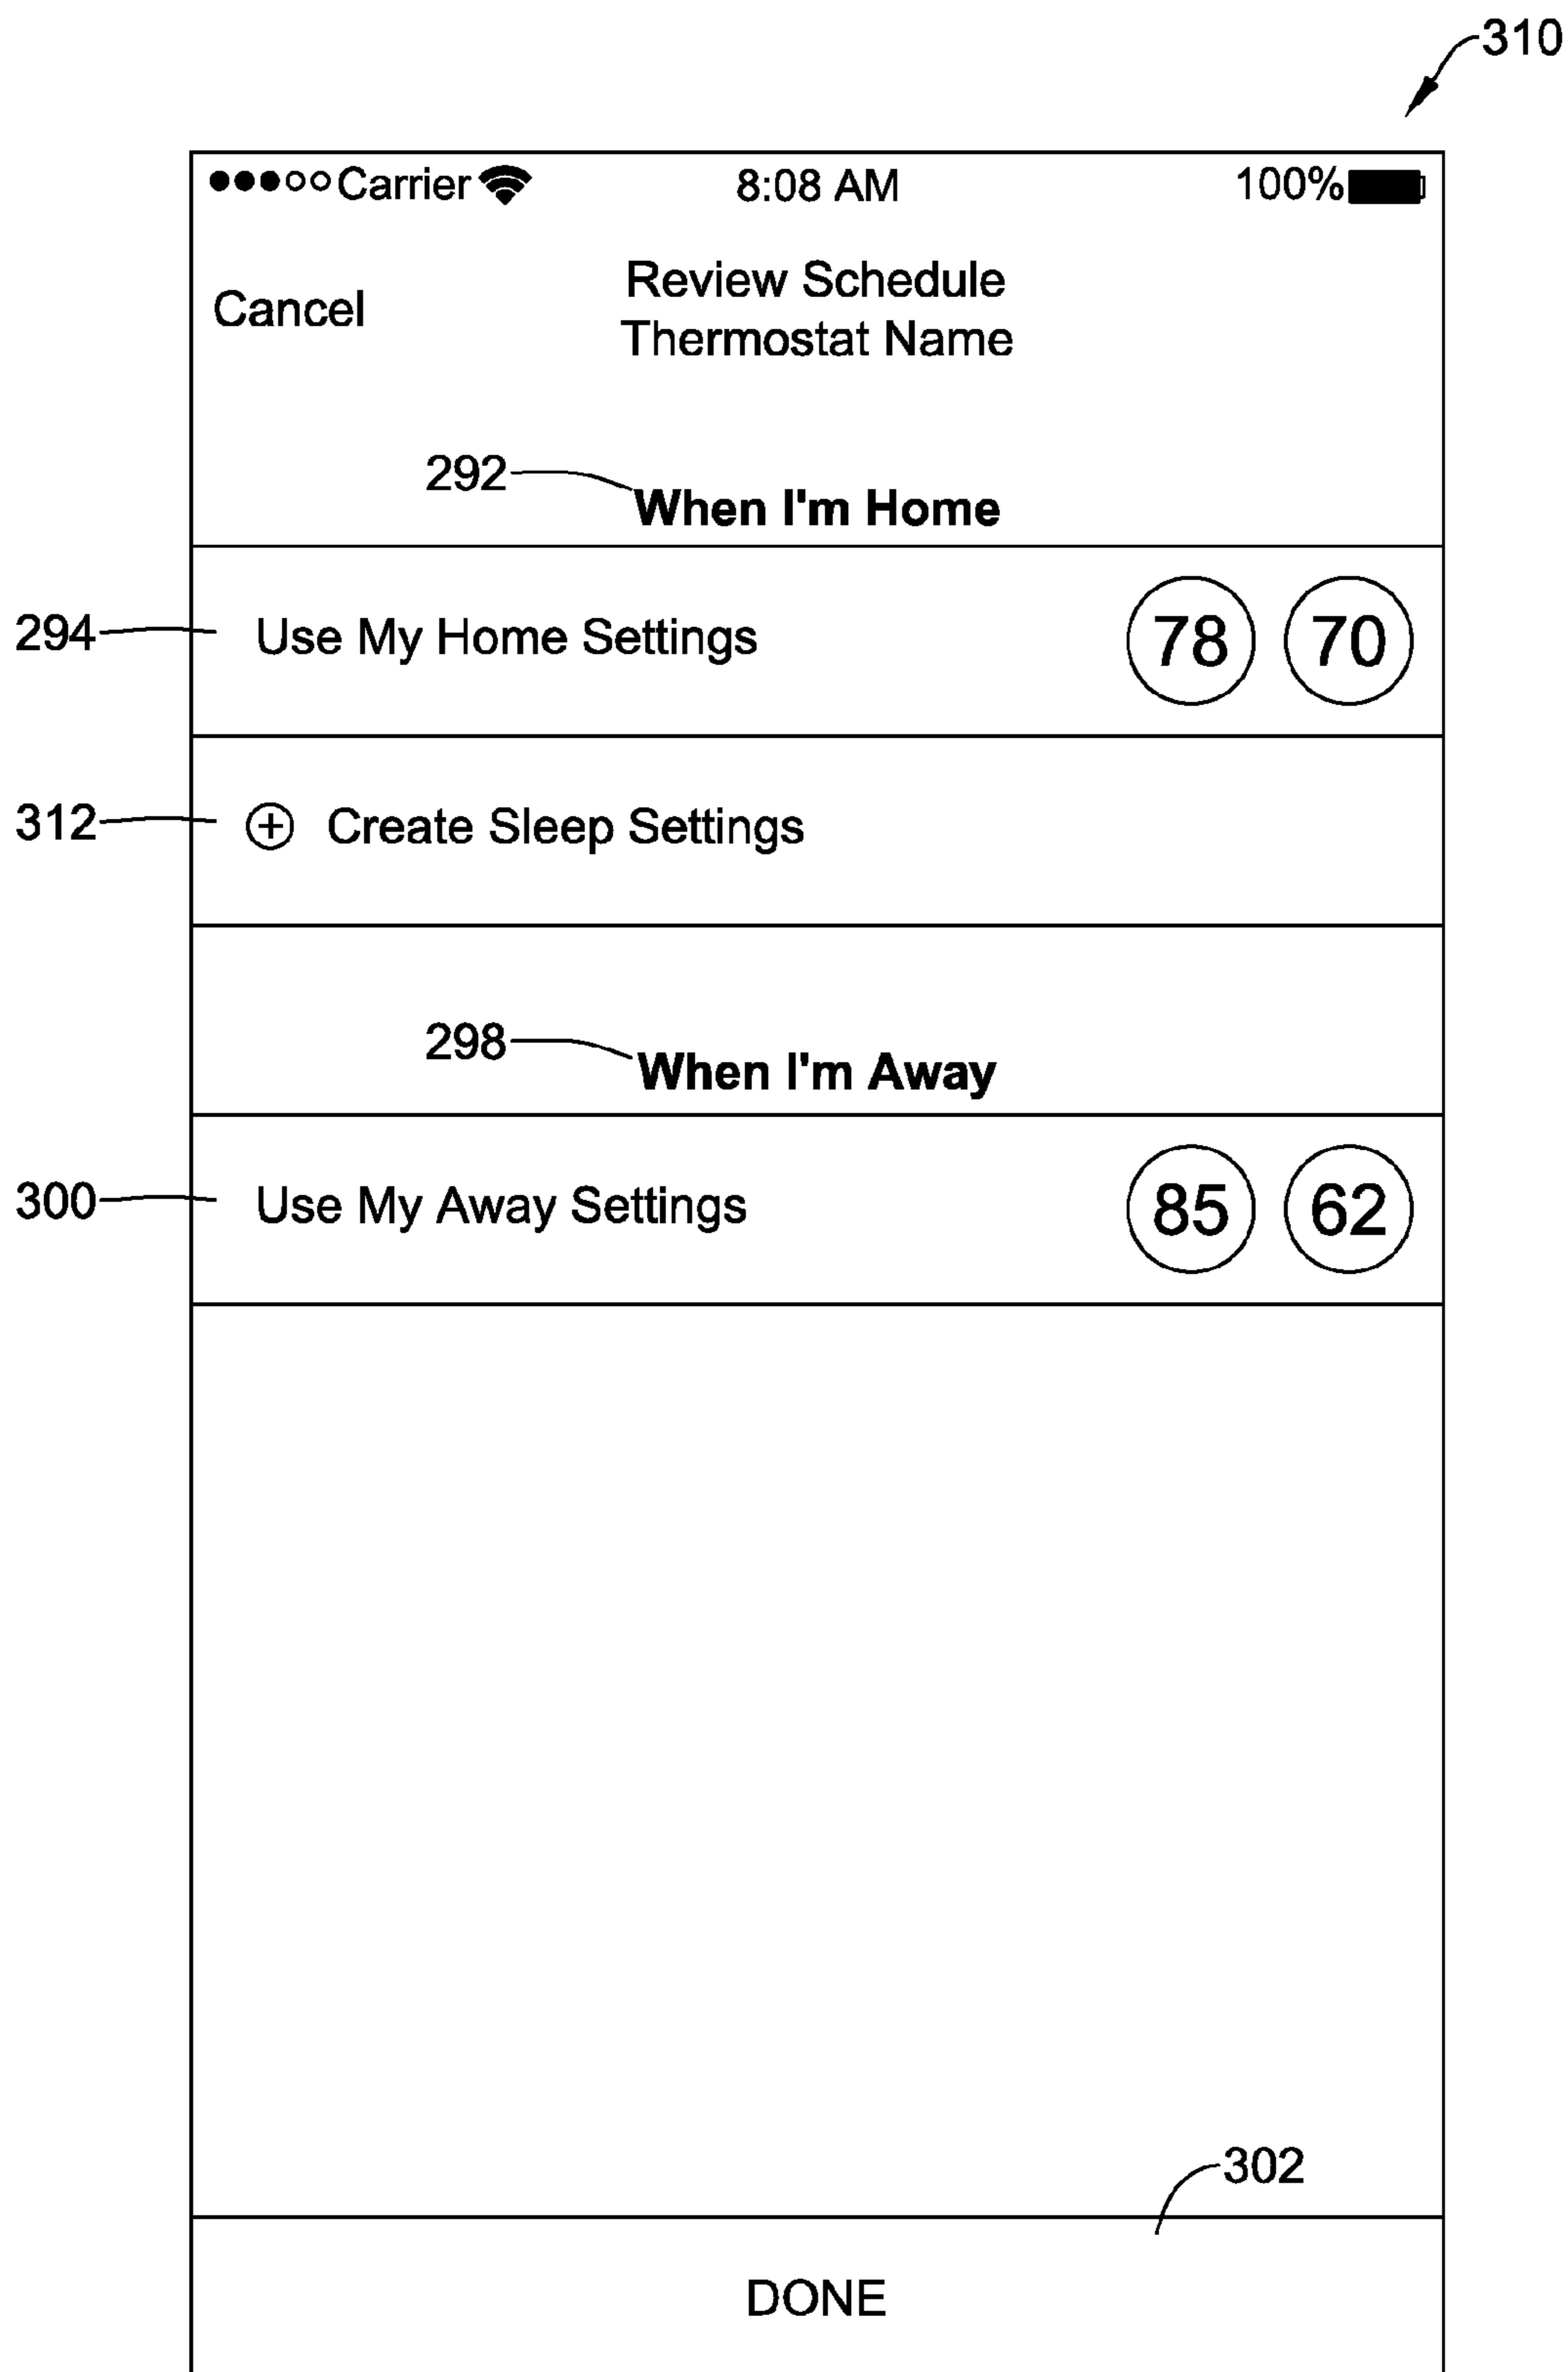 310
Carrier 8:08 AM 100%
Cancel
Review Schedule
Thermostat Name
292
When I'm Home
294 Use My Home Settings 78 70
312 Create Sleep Settings
298
When I'm Away
300 Use My Away Settings 85 62
302
DONE